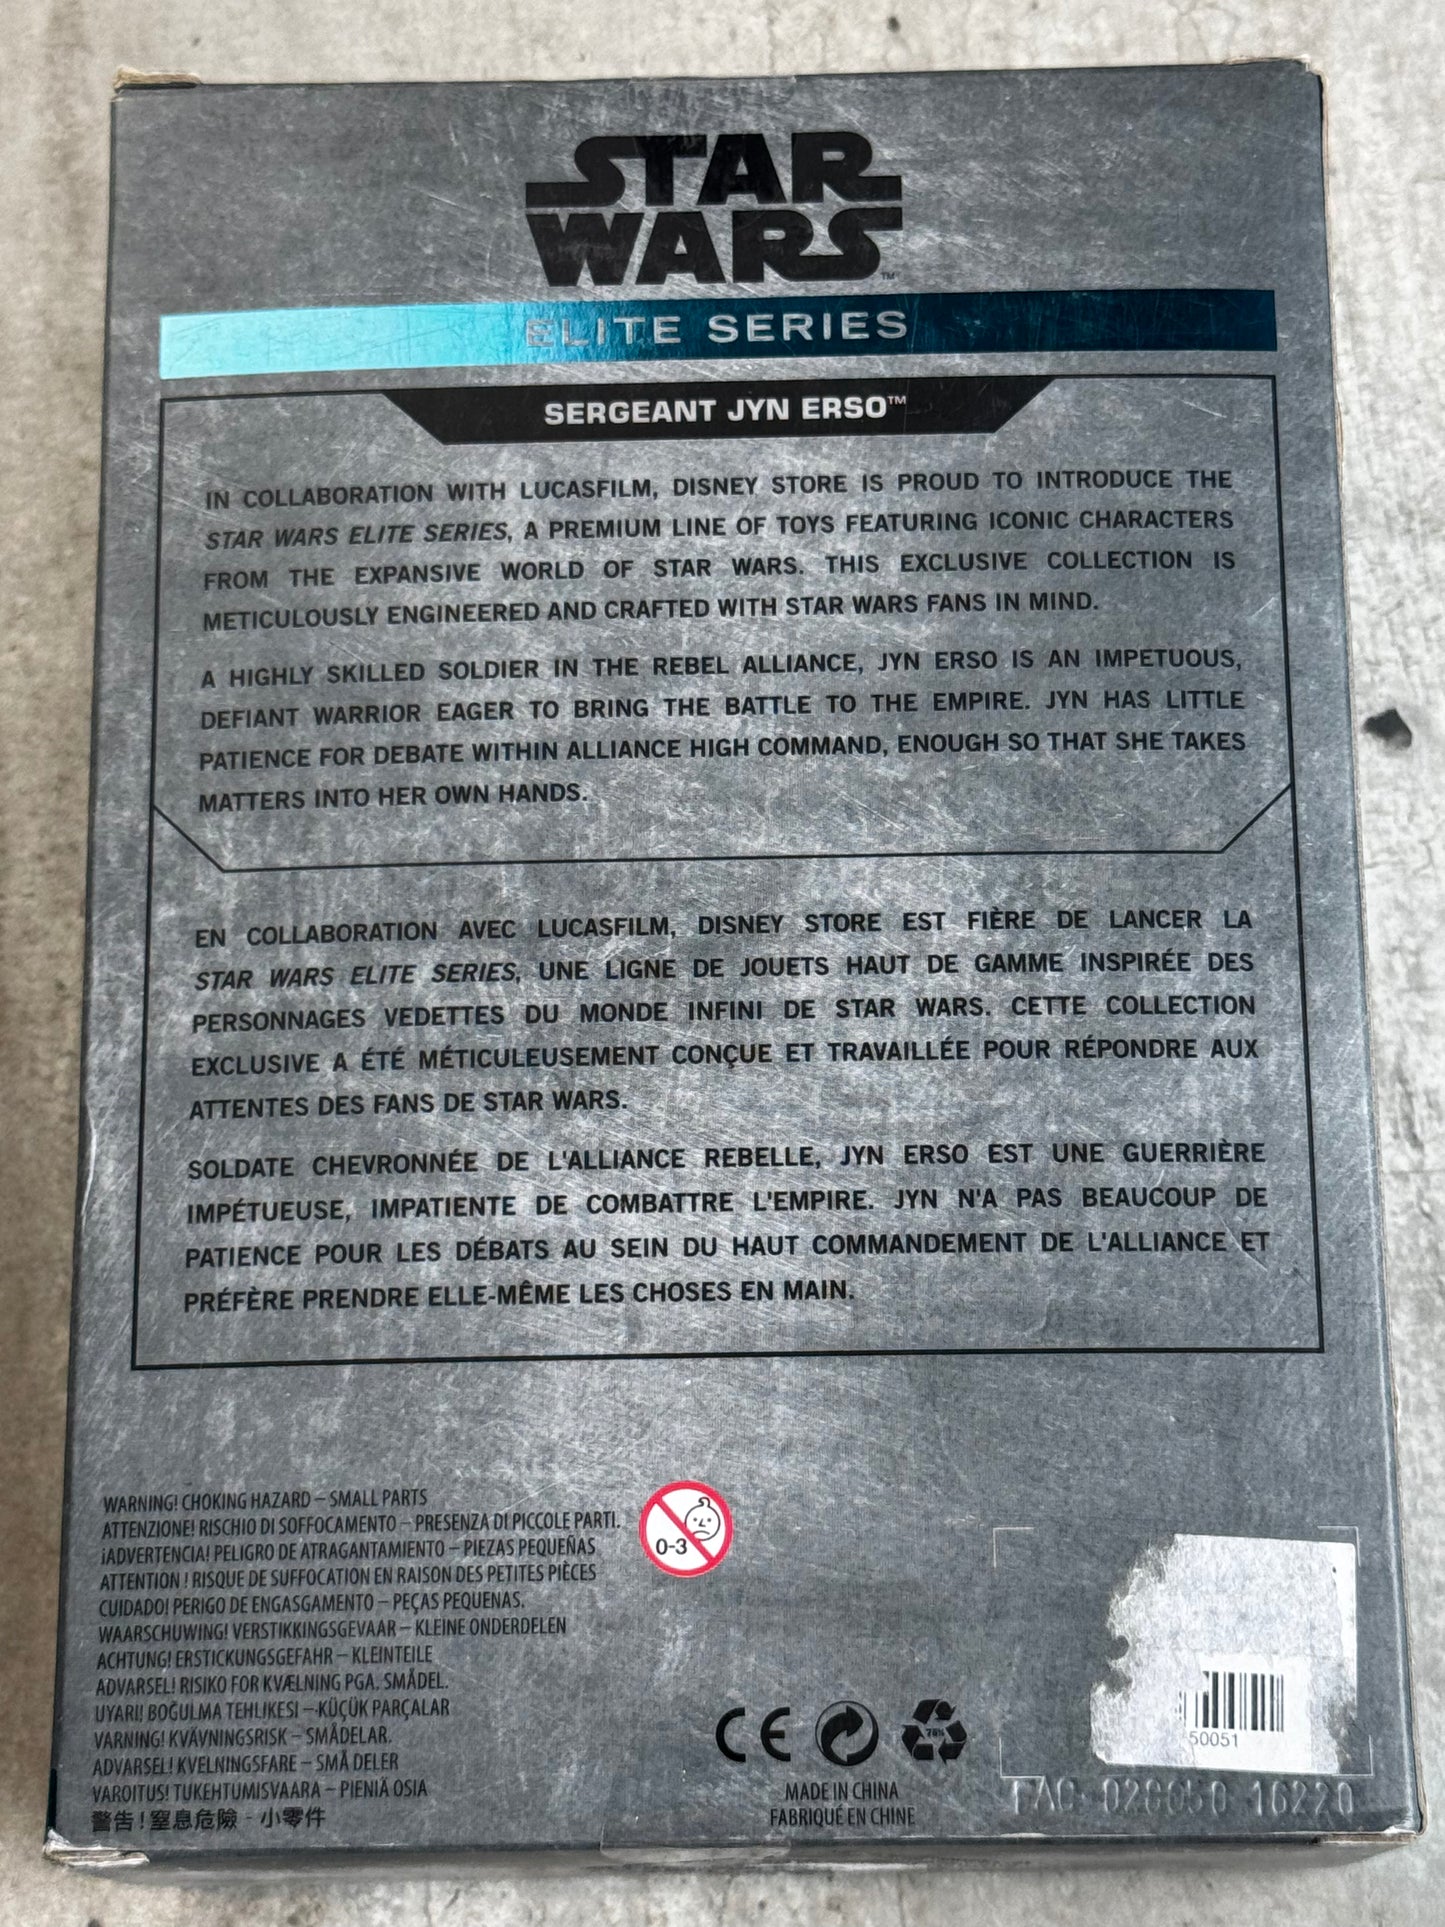 STAR
WARS™
ELITE SERIES
SERGEANT JYN ERSO™
IN COLLABORATION WITH LUCASFILM, DISNEY STORE IS PROUD TO INTRODUCE THE
STAR WARS ELITE SERIES, A PREMIUM LINE OF TOYS FEATURING ICONIC CHARACTERS
FROM THE EXPANSIVE WORLD OF STAR WARS. THIS EXCLUSIVE COLLECTION IS
METICULOUSLY ENGINEERED AND CRAFTED WITH STAR WARS FANS IN MIND.
A HIGHLY SKILLED SOLDIER IN THE REBEL ALLIANCE, JYN ERSO IS AN IMPETUOUS,
DEFIANT WARRIOR EAGER TO BRING THE BATTLE TO THE EMPIRE. JYN HAS LITTLE
PATIENCE FOR DEBATE WITHIN ALLIANCE HIGH COMMAND, ENOUGH SO THAT SHE TAKES
MATTERS INTO HER OWN HANDS.
EN COLLABORATION AVEC LUCASFILM, DISNEY STORE EST FIÈRE DE LANCER LA
STAR WARS ELITE SERIES, UNE LIGNE DE JOUETS HAUT DE GAMME INSPIRÉE DES
PERSONNAGES VEDETTES DU MONDE INFINI DE STAR WARS. CETTE COLLECTION
EXCLUSIVE A ÉTÉ MÉTICULEUSEMENT CONÇUE ET TRAVAILLÉE POUR RÉPONDRE AUX
ATTENTES DES FANS DE STAR WARS.
SOLDATE CHEVRONNÉE DE L'ALLIANCE REBELLE, JYN ERSO EST UNE GUERRIÈRE
IMPÉTUEUSE, IMPATIENTE DE COMBATTRE L'EMPIRE. JYN N'A PAS BEAUCOUP DE
PATIENCE POUR LES DÉBATS AU SEIN DU HAUT COMMANDEMENT DE L'ALLIANCE ET
PRÉFÈRE PRENDRE ELLE-MÊME LES CHOSES EN MAIN.
WARNING! CHOKING HAZARD – SMALL PARTS
ATTENZIONE! RISCHIO DI SOFFOCAMENTO – PRESENZA DI PICCOLE PARTI.
¡ADVERTENCIA! PELIGRO DE ATRAGANTAMIENTO – PIEZAS PEQUEÑAS
ATTENTION ! RISQUE DE SUFFOCATION EN RAISON DES PETITES PIÈCES
CUIDADO! PERIGO DE ENGASGAMENTO – PEÇAS PEQUENAS.
WAARSCHUWING! VERSTIKKINGSGEVAAR – KLEINE ONDERDELEN
ACHTUNG! ERSTICKUNGSGEFAHR – KLEINTEILE
ADVARSEL! RISIKO FOR KVÆLNING PGA. SMÅDEL.
UYARI! BOĞULMA TEHLIKESI – KÜÇÜK PARÇALAR
VARNING! KVÄVNINGSRISK – SMÅDELAR.
ADVARSEL! KVELNINGSFARE – SMÅ DELER
VAROITUS! TUKEHTUMISVAARA – PIENIÄ OSIA
警告!窒息危險 - 小零件
0-3
CE
MADE IN CHINA
FABRIQUÉ EN CHINE
50051
FAC-028050-16220